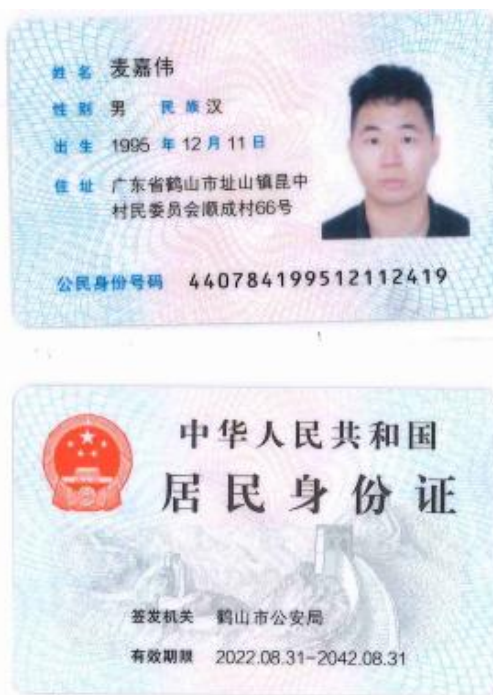 姓名 麦嘉伟
性别 男 民族 汉
出生 1995 年 12 月 11 日
住址 广东省鹤山市址山镇昆中
村民委员会顺成村66号
公民身份号码 440784199512112419
中华人民共和国
居民身份证
签发机关 鹤山市公安局
有效期限 2022.08.31-2042.08.31